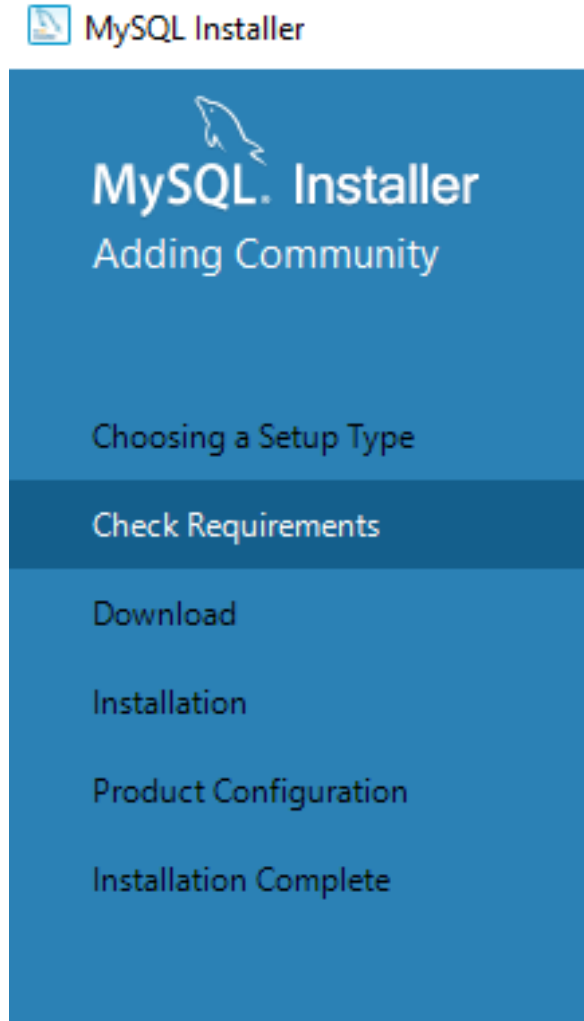 MySQL Installer
MySQL. Installer
Adding Community
Choosing a Setup Type
Check Requirements
Download
Installation
Product Configuration
Installation Complete